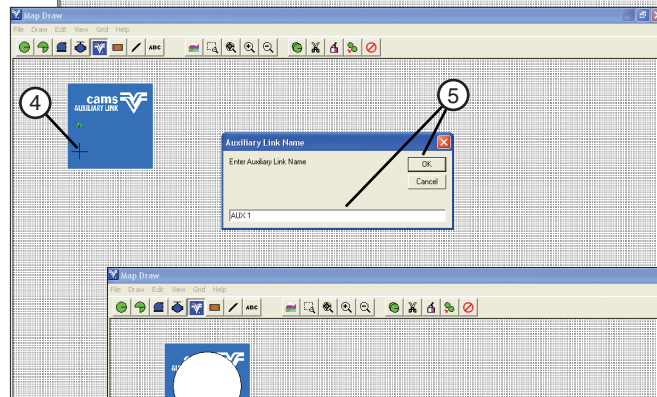 Map Draw
File Draw Edit View Grid Help
ABC
4
cams
AUXILIARY LINK
5
Auxiliary Link Name
Enter Auxiliary Link Name
OK
Cancel
AUX 1
Map Draw
File Draw Edit View Grid Help
ABC